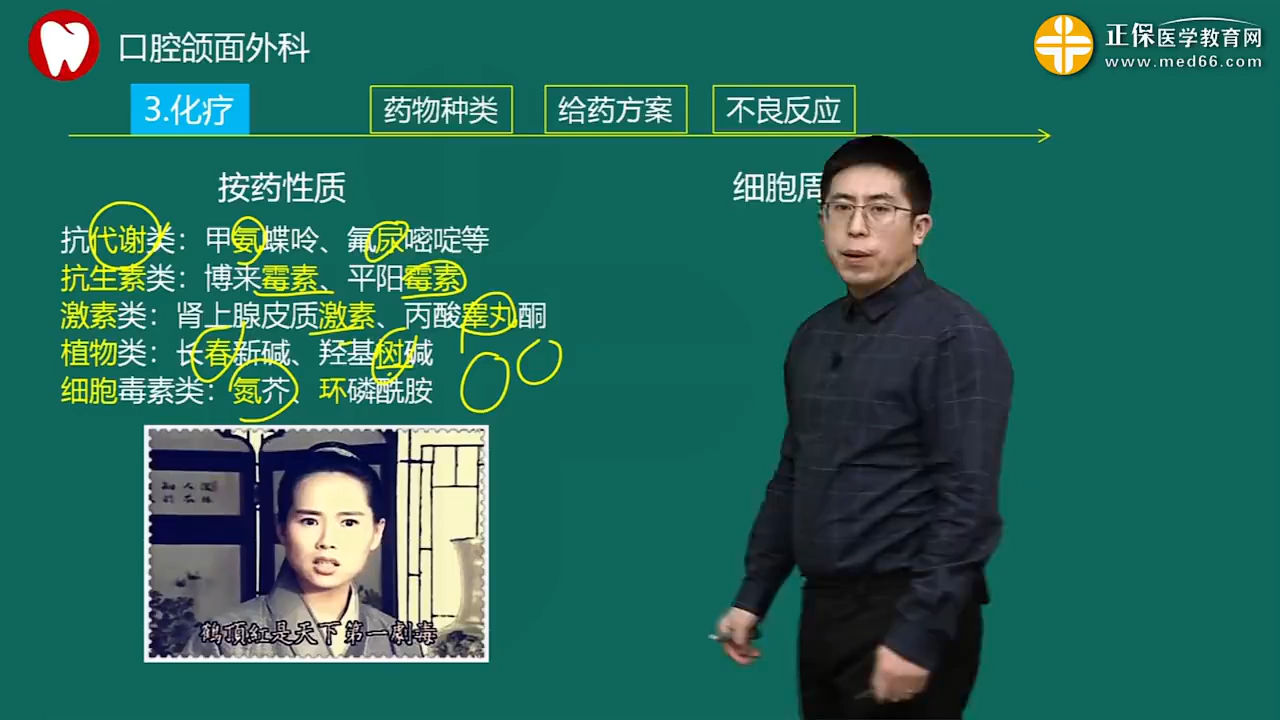 口腔颌面外科
正保医学教育网
www.med66.com
3.化疗
药物种类
给药方案
不良反应
按药性质
细胞周
抗代谢类：甲氨蝶呤、氟尿嘧啶等
抗生素类：博来霉素、平阳霉素
激素类：肾上腺皮质激素、丙酸睾丸酮
植物类：长春新碱、羟基树碱
细胞毒素类：氮芥、环磷酰胺
鶴頂紅是天下第一劇毒